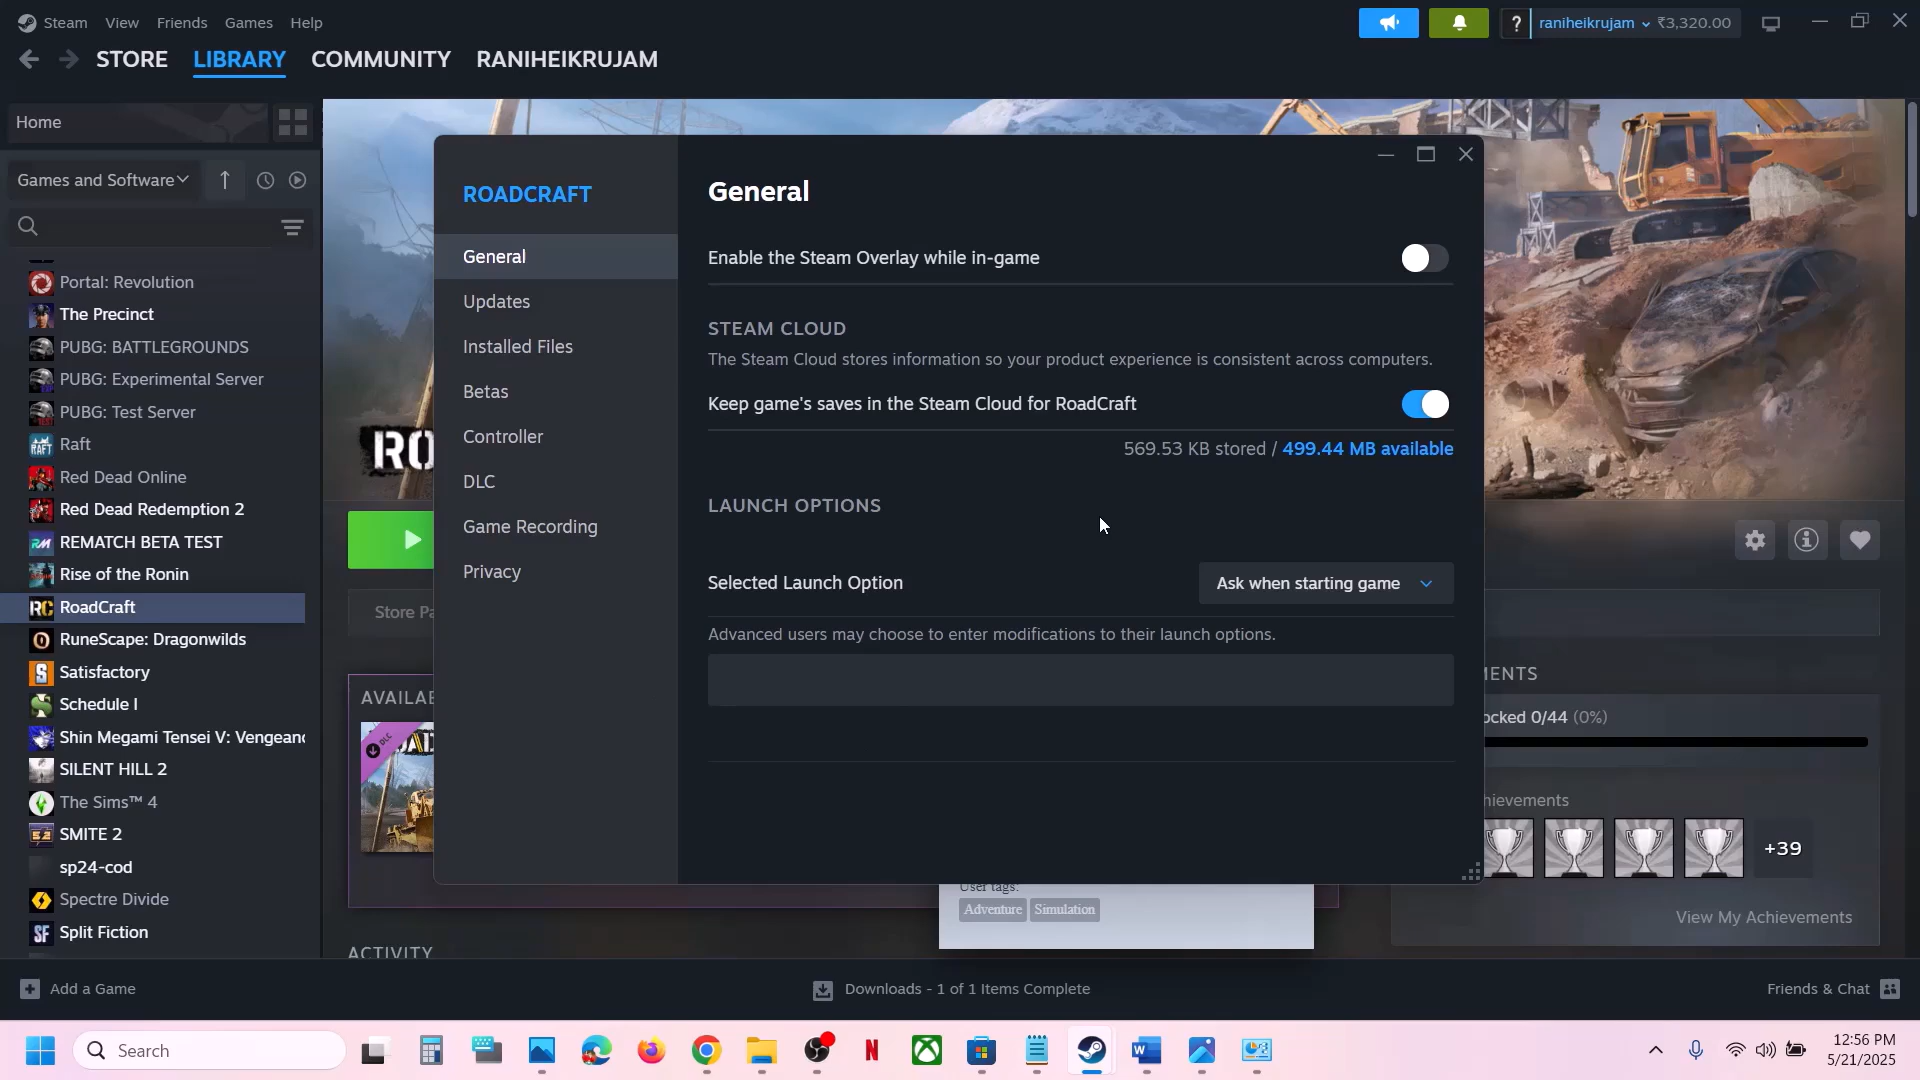 Steam View Friends Games Help
? raniheikrujam ₹3,320.00
STORE LIBRARY COMMUNITY RANIHEIKRUJAM
Home
Games and Software
Portal: Revolution
The Precinct
PUBG: BATTLEGROUNDS
PUBG: Experimental Server
PUBG: Test Server
Raft
Red Dead Online
Red Dead Redemption 2
REMATCH BETA TEST
Rise of the Ronin
RoadCraft
RuneScape: Dragonwilds
Satisfactory
Schedule I
Shin Megami Tensei V: Vengeanc
SILENT HILL 2
The Sims™ 4
SMITE 2
sp24-cod
Spectre Divide
Split Fiction
ROADCRAFT
General
Updates
Installed Files
Betas
Controller
DLC
Game Recording
Privacy
General
Enable the Steam Overlay while in-game
STEAM CLOUD
The Steam Cloud stores information so your product experience is consistent across computers.
Keep game's saves in the Steam Cloud for RoadCraft
569.53 KB stored / 499.44 MB available
LAUNCH OPTIONS
Selected Launch Option
Ask when starting game
Advanced users may choose to enter modifications to their launch options.
RO
Store Pa
AVAILAB
DLC
ACTIVITY
User tags:
Adventure Simulation
MENTS
ocked 0/44 (0%)
hievements
+39
View My Achievements
Add a Game
Downloads - 1 of 1 Items Complete
Friends & Chat
Search
12:56 PM
5/21/2025